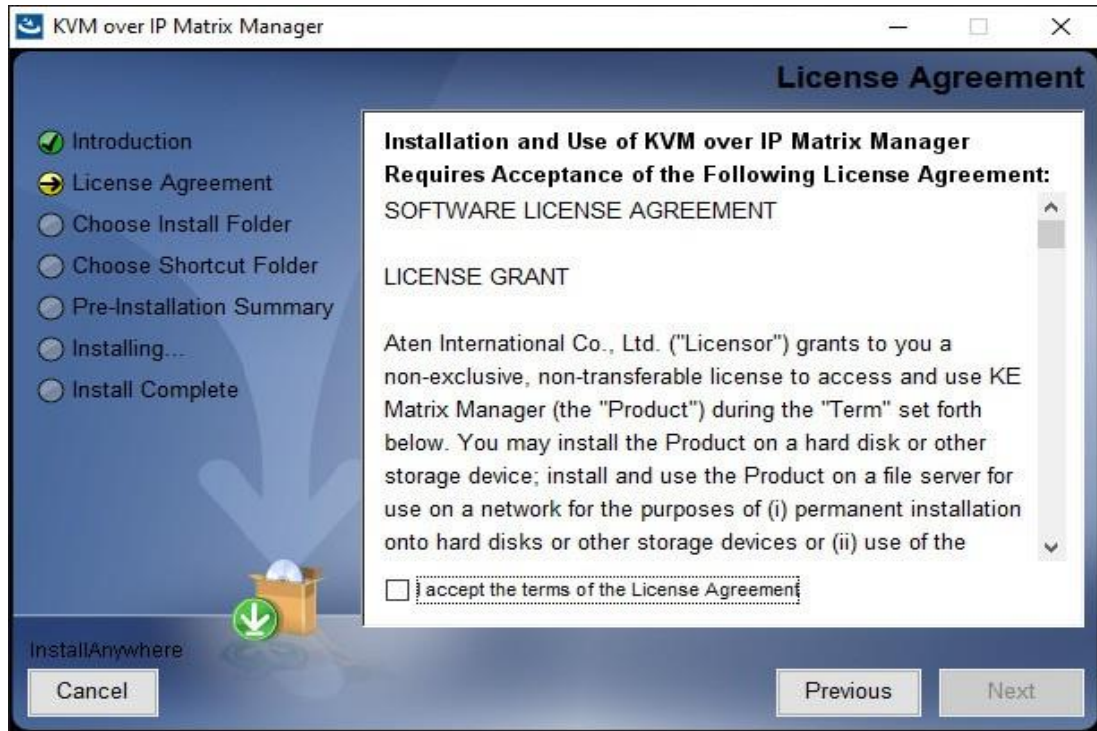 KVM over IP Matrix Manager
License Agreement
Introduction
License Agreement
Choose Install Folder
Choose Shortcut Folder
Pre-Installation Summary
Installing...
Install Complete
Installation and Use of KVM over IP Matrix Manager
Requires Acceptance of the Following License Agreement:
SOFTWARE LICENSE AGREEMENT
LICENSE GRANT
Aten International Co., Ltd. ("Licensor") grants to you a
non-exclusive, non-transferable license to access and use KE
Matrix Manager (the "Product") during the "Term" set forth
below. You may install the Product on a hard disk or other
storage device; install and use the Product on a file server for
use on a network for the purposes of (i) permanent installation
onto hard disks or other storage devices or (ii) use of the
I accept the terms of the License Agreement
InstallAnywhere
Cancel
Previous
Next